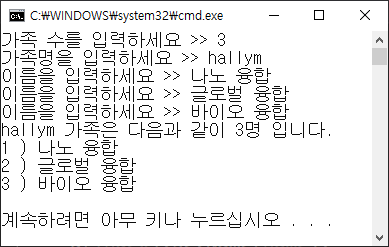 C:₩WINDOWS₩system32₩cmd.exe
가족 수를 입력하세요 >> 3
가족명을 입력하세요 >> hallym
이름을 입력하세요 >> 나노 융합
이름을 입력하세요 >> 글로벌 융합
이름을 입력하세요 >> 바이오 융합
hallym 가족은 다음과 같이 3명 입니다.
1 ) 나노 융합
2 ) 글로벌 융합
3 ) 바이오 융합
계속하려면 아무 키나 누르십시오 . . .